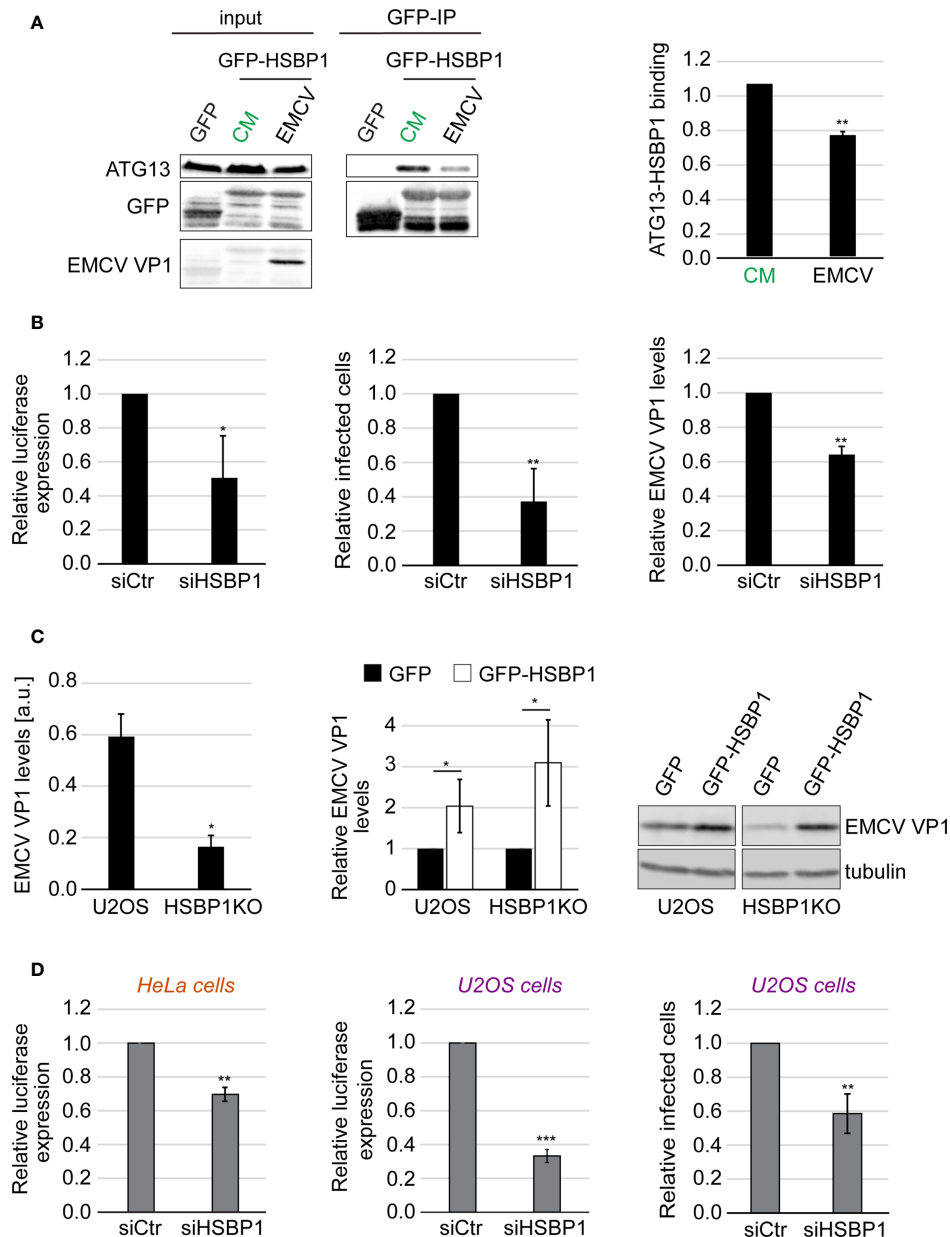 A
input
GFP-IP
GFP-HSBP1
GFP-HSBP1
GFP
CM
EMCV
GFP
CM
EMCV
ATG13
GFP
EMCV VP1
ATG13-HSBP1 binding
1.2
1.0
0.8
0.6
0.4
0.2
0.0
**
CM
EMCV
B
Relative luciferase
expression
1.2
1.0
0.8
0.6
0.4
0.2
0.0
*
siCtr
siHSBP1
Relative infected cells
1.2
1.0
0.8
0.6
0.4
0.2
0.0
**
siCtr
siHSBP1
Relative EMCV VP1 levels
1.2
1.0
0.8
0.6
0.4
0.2
0.0
**
siCtr
siHSBP1
C
EMCV VP1 levels [a.u.]
0.8
0.6
0.4
0.2
0.0
*
U2OS
HSBP1KO
GFP
GFP-HSBP1
Relative EMCV VP1
levels
4
3
2
1
0
*
*
U2OS
HSBP1KO
GFP
GFP-HSBP1
GFP
GFP-HSBP1
EMCV VP1
tubulin
U2OS
HSBP1KO
D
HeLa cells
Relative luciferase
expression
1.2
1.0
0.8
0.6
0.4
0.2
0.0
**
siCtr
siHSBP1
U2OS cells
Relative luciferase
expression
1.2
1.0
0.8
0.6
0.4
0.2
0.0
***
siCtr
siHSBP1
U2OS cells
Relative infected cells
1.2
1.0
0.8
0.6
0.4
0.2
0.0
**
siCtr
siHSBP1